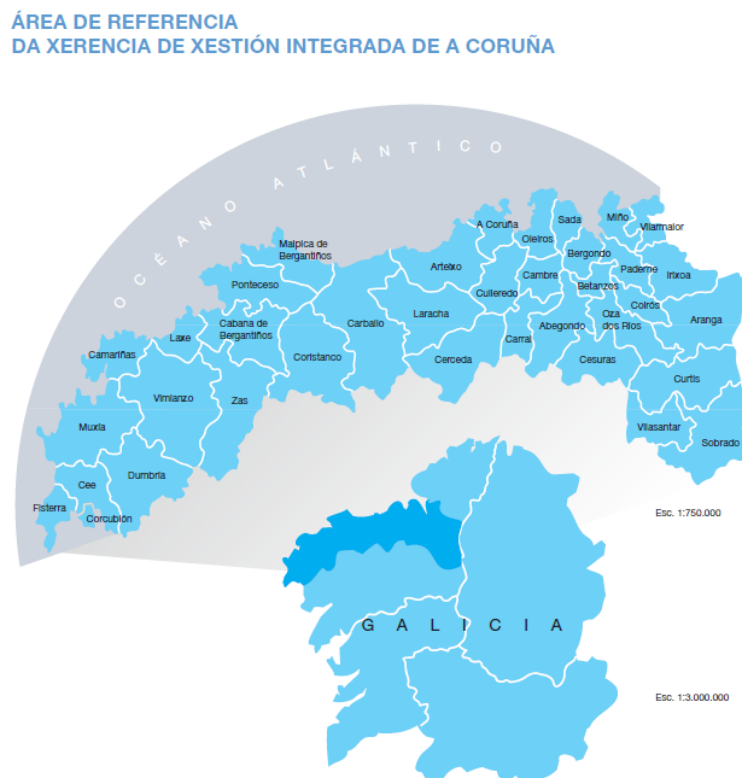 ÁREA DE REFERENCIA
DA XERENCIA DE XESTIÓN INTEGRADA DE A CORUÑA
OCÉANO ATLÁNTICO
A Coruña
Sada
Miño
Vilarmaior
Oleiros
Bergondo
Malpica de
Bergantiños
Arteixo
Cambre
Paderne
Irixoa
Ponteceso
Culleredo
Betanzos
Coirós
Laracha
Oza
dos Ríos
Aranga
Carballo
Cabana de
Bergantiños
Abegondo
Laxe
Carral
Camariñas
Coristanco
Cerceda
Cesuras
Curtis
Vimianzo
Zas
Muxía
Vilasantar
Sobrado
Dumbría
Cee
Fisterra
Corcubión
Esc. 1:750.000
GALICIA
Esc. 1:3.000.000